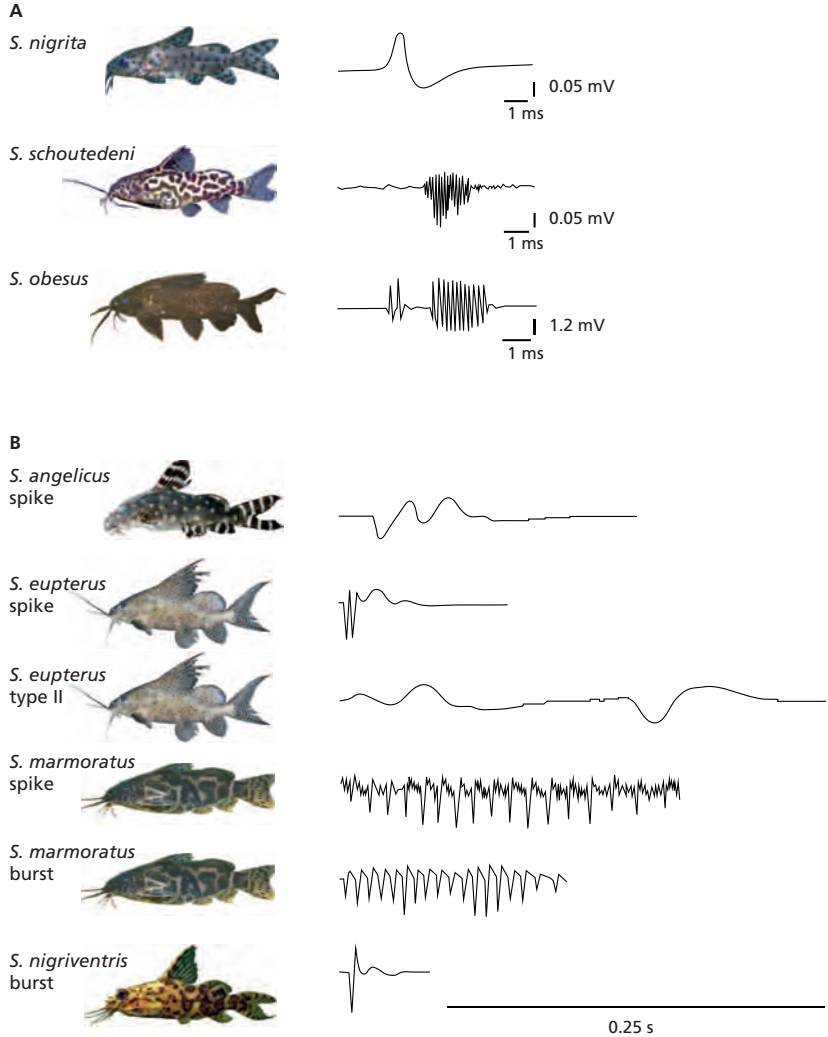 A
S. nigrita
0.05 mV
1 ms
S. schoutedeni
0.05 mV
1 ms
S. obesus
1.2 mV
1 ms
B
S. angelicus
spike
S. eupterus
spike
S. eupterus
type II
S. marmoratus
spike
S. marmoratus
burst
S. nigriventris
burst
0.25 s